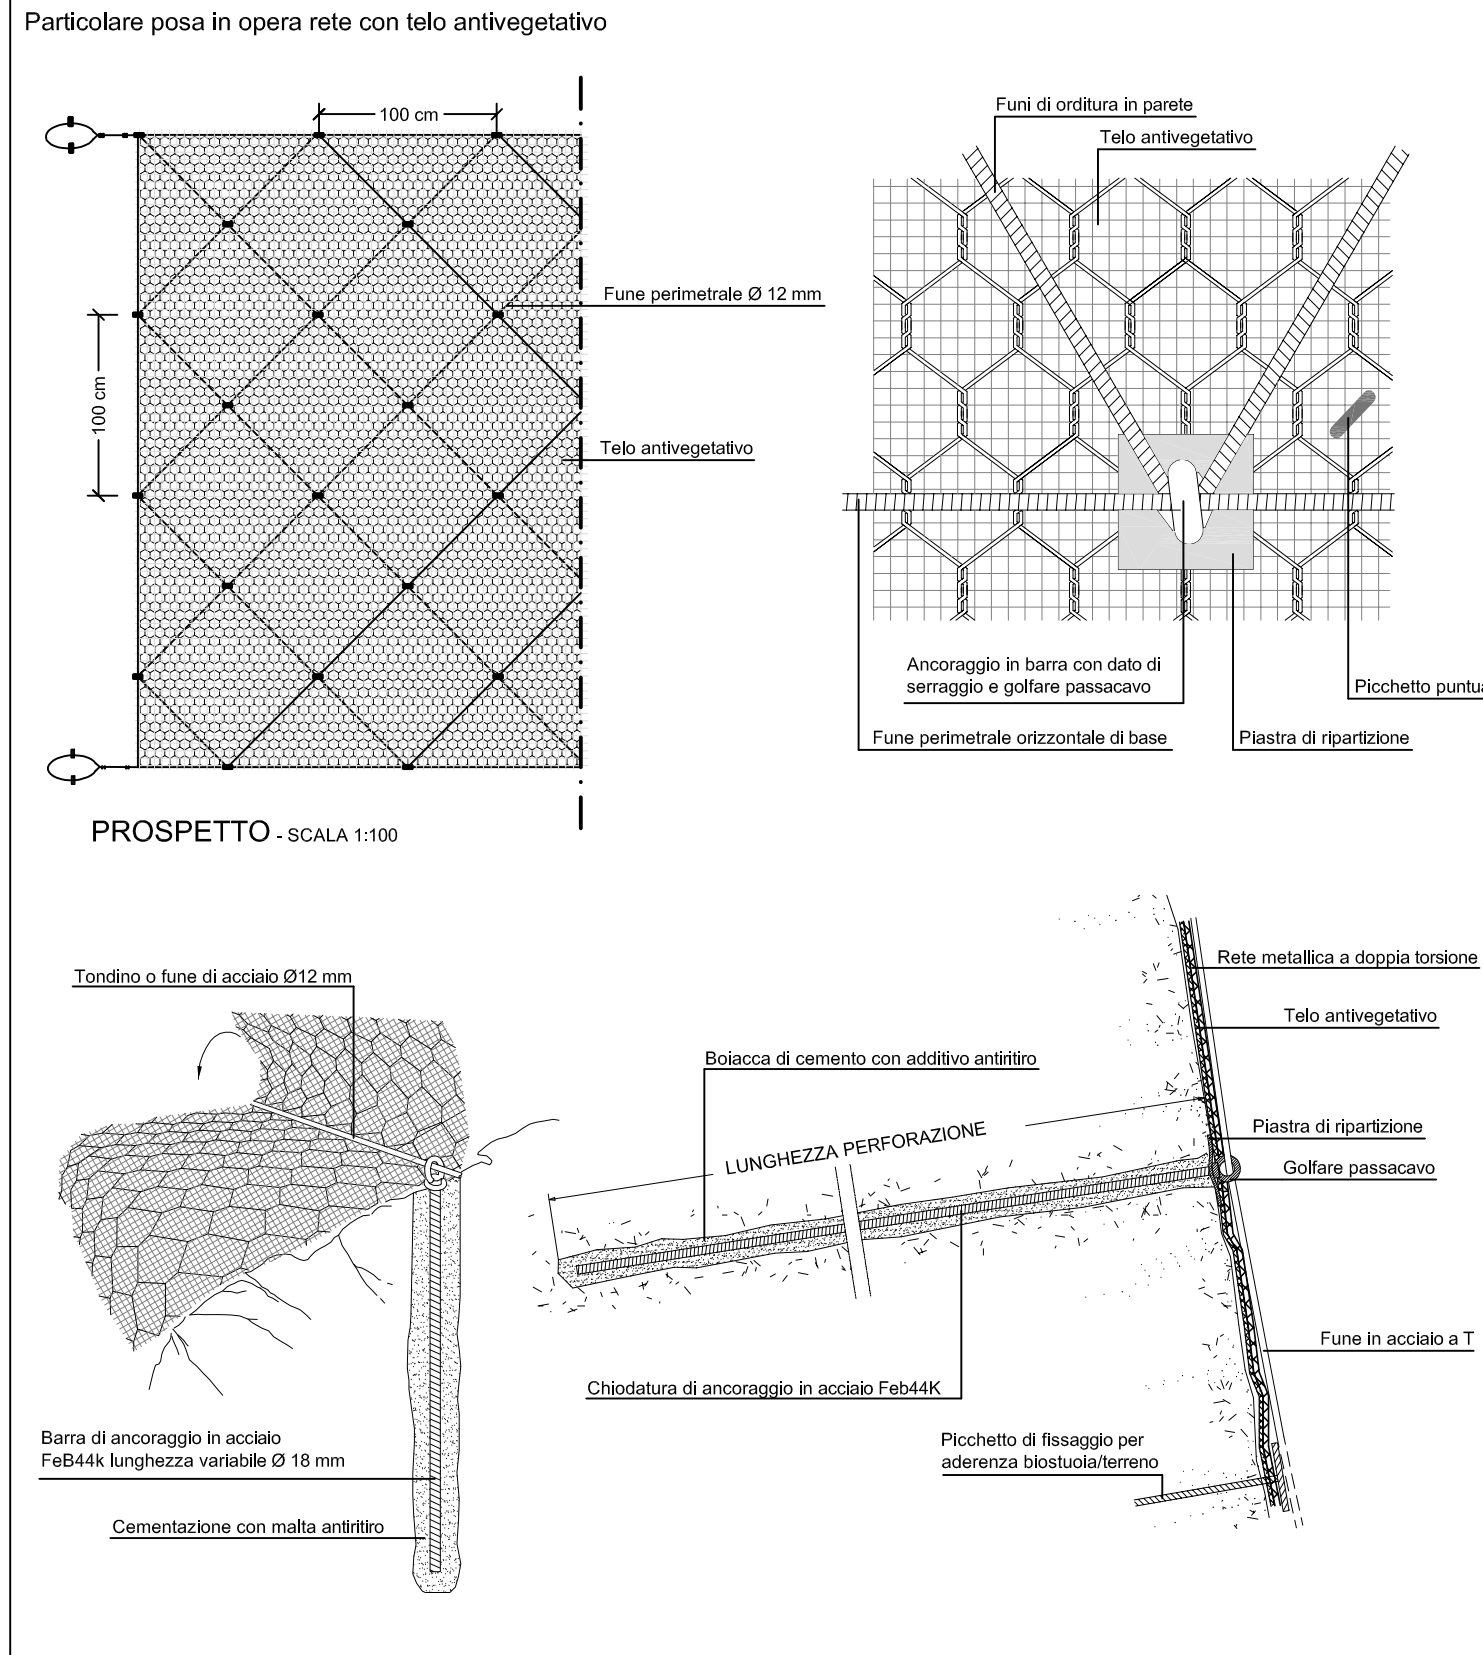 Particolare posa in opera rete con telo antivegetativo
100 cm
100 cm
Fune perimetrale Ø 12 mm
Telo antivegetativo
PROSPETTO - SCALA 1:100
Funi di orditura in parete
Telo antivegetativo
Ancoraggio in barra con dato di
serraggio e golfare passacavo
Picchetto
Fune perimetrale orizzontale di base
Piastra di ripartizione
Tondino o fune di acciaio Ø12 mm
Barra di ancoraggio in acciaio
FeB44k lunghezza variabile Ø 18 mm
Cementazione con malta antiritiro
Rete metallica a doppia torsione
Telo antivegetativo
Boiacca di cemento con additivo antiritiro
LUNGHEZZA PERFORAZIONE
Piastra di ripartizione
Golfare passacavo
Fune in acciaio a T
Chiodatura di ancoraggio in acciaio Feb44K
Picchetto di fissaggio per
aderenza biostuoia/terreno